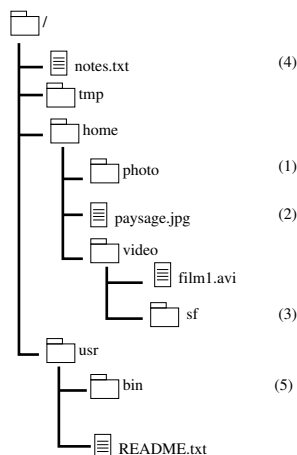 /
notes.txt (4)
tmp
home
photo (1)
paysage.jpg (2)
video
film1.avi
sf (3)
usr
bin (5)
README.txt